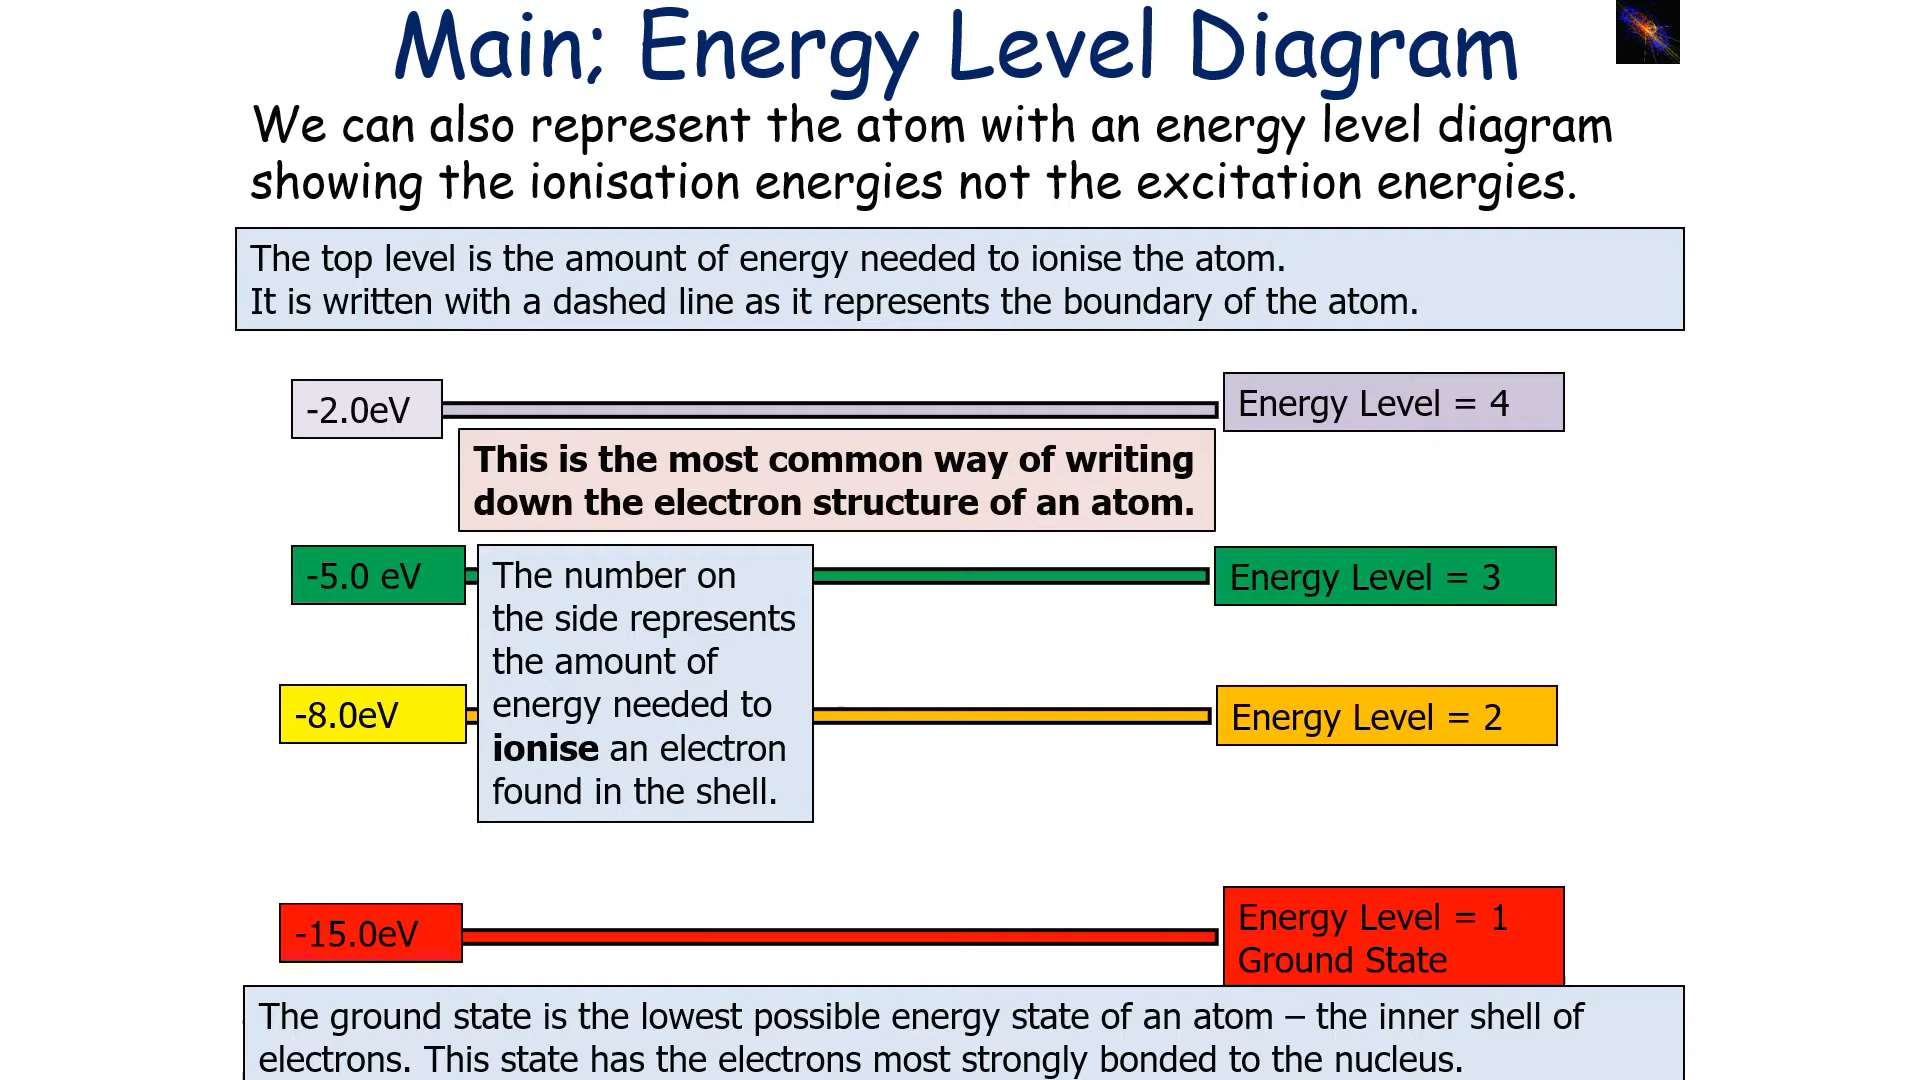 Main; Energy Level Diagram
We can also represent the atom with an energy level diagram
showing the ionisation energies not the excitation energies.
The top level is the amount of energy needed to ionise the atom.
It is written with a dashed line as it represents the boundary of the atom.
-2.0eV
Energy Level = 4
This is the most common way of writing
down the electron structure of an atom.
-5.0 eV
Energy Level = 3
The number on
the side represents
the amount of
energy needed to
ionise an electron
found in the shell.
-8.0eV
Energy Level = 2
-15.0eV
Energy Level = 1
Ground State
The ground state is the lowest possible energy state of an atom – the inner shell of
electrons. This state has the electrons most strongly bonded to the nucleus.